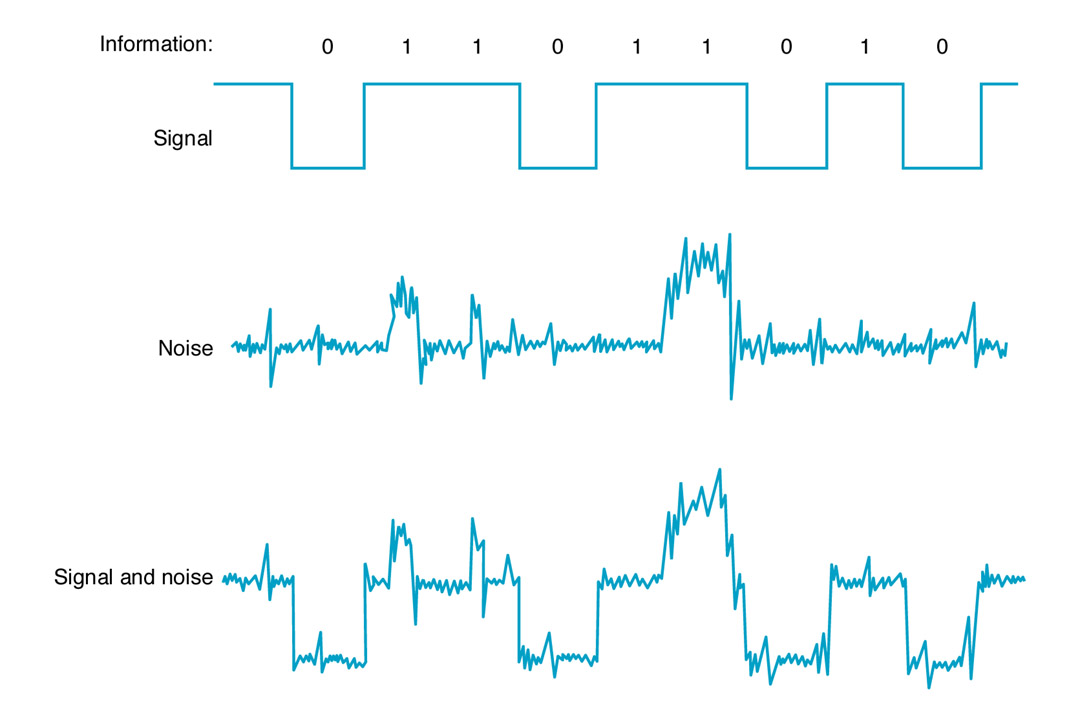 Information: 0 1 1 0 1 1 0 1 0
Signal
Noise
Signal and noise